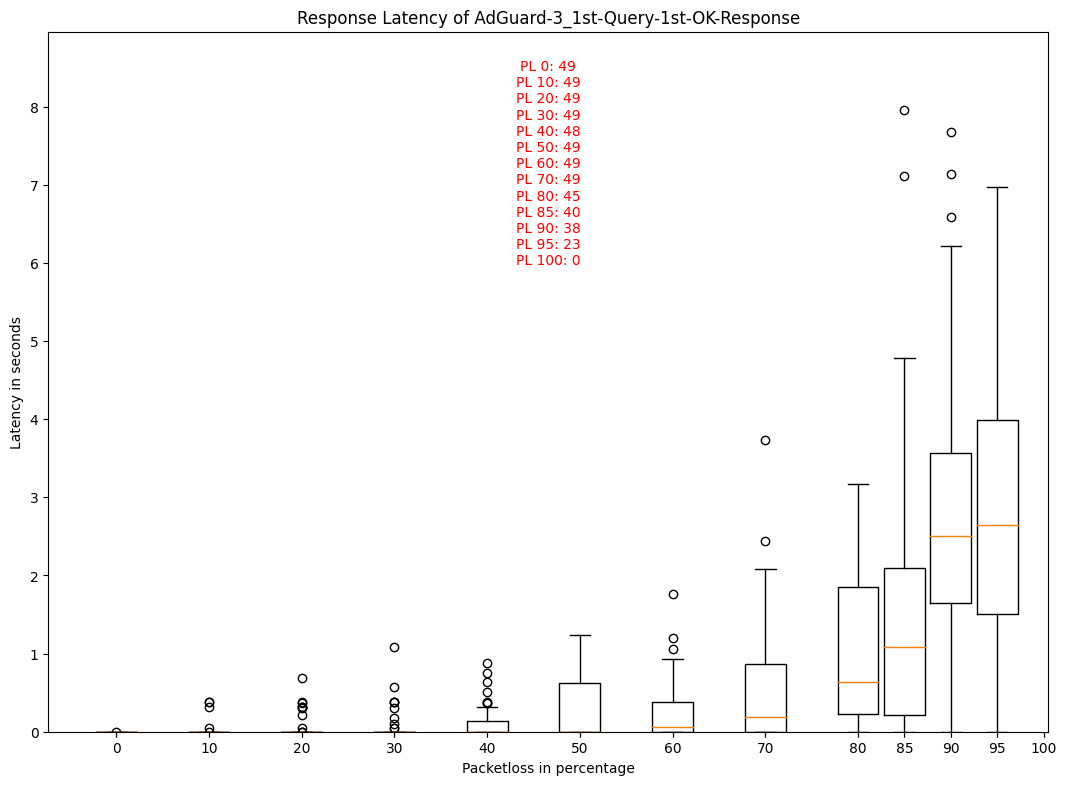 Response Latency of AdGuard-3_1st-Query-1st-OK-Response
PL 0: 49
PL 10: 49
PL 20: 49
PL 30: 49
PL 40: 48
PL 50: 49
PL 60: 49
PL 70: 49
PL 80: 45
PL 85: 40
PL 90: 38
PL 95: 23
PL 100: 0
Latency in seconds
8
7
6
5
4
3
2
1
0
0 10 20 30 40 50 60 70 80 85 90 95 100
Packetloss in percentage